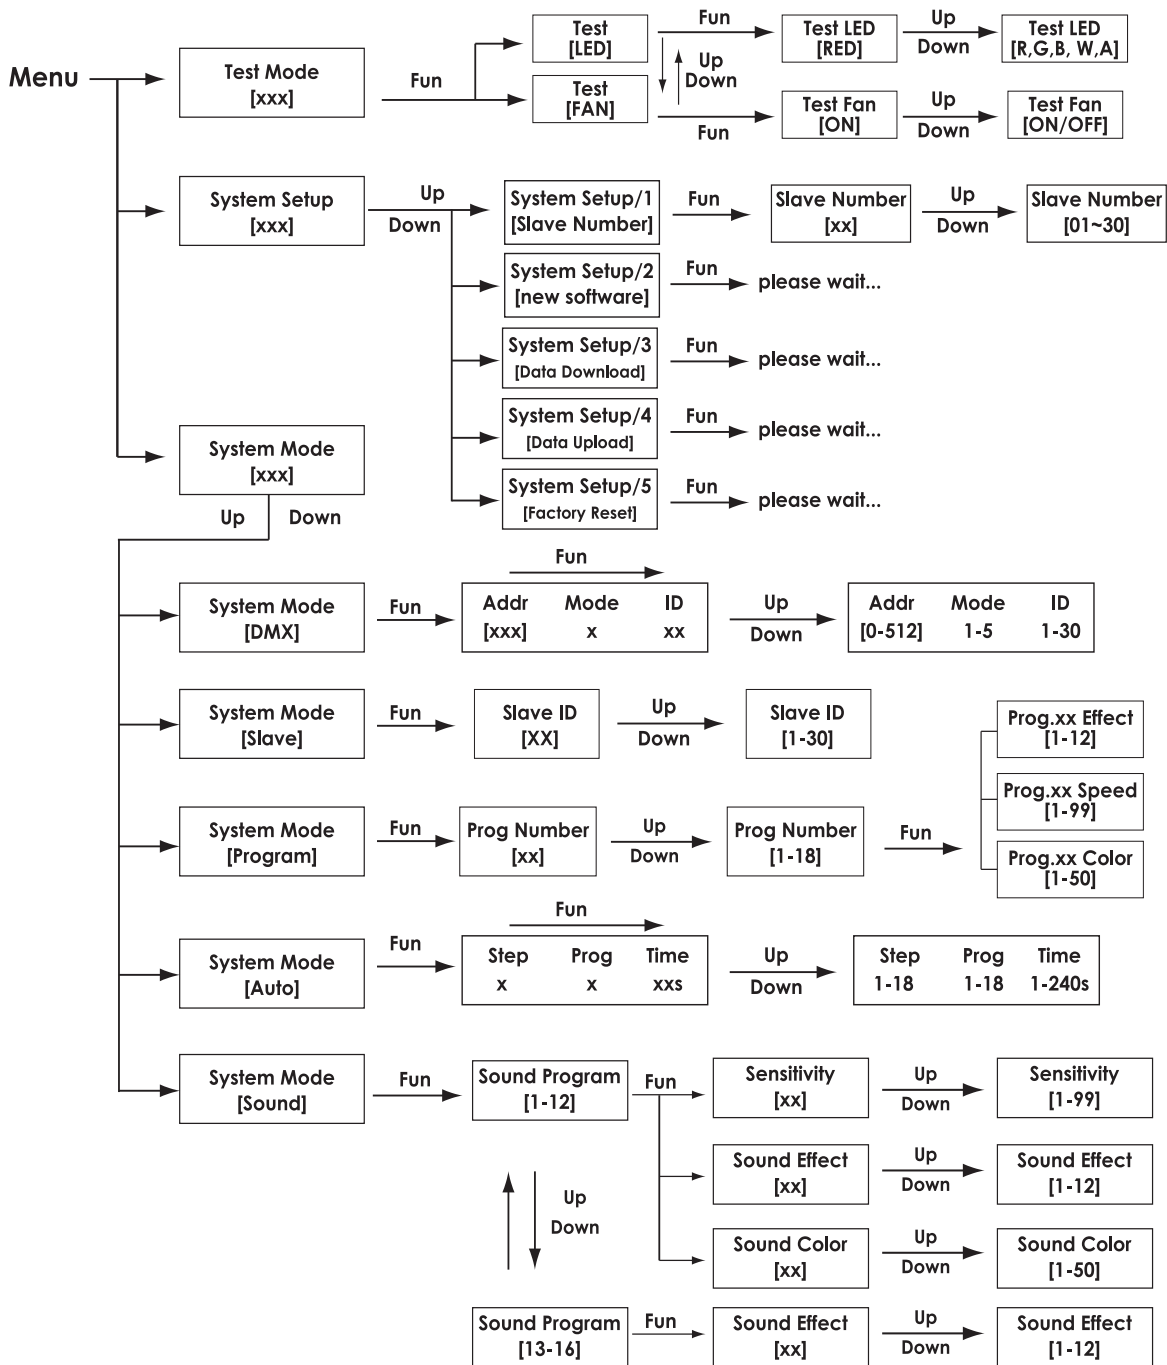 Menu
Test Mode
[xxx]
Fun
Test
[LED]
Test
[FAN]
Fun
Up
Down
Fun
Test LED
[RED]
Up
Down
Test LED
[R,G,B, W,A]
Test Fan
[ON]
Up
Down
Test Fan
[ON/OFF]
System Setup
[xxx]
Up
Down
System Setup/1
[Slave Number]
Fun
Slave Number
[xx]
Up
Down
Slave Number
[01~30]
System Setup/2
[new software]
Fun
please wait...
System Setup/3
[Data Download]
Fun
please wait...
System Setup/4
[Data Upload]
Fun
please wait...
System Setup/5
[Factory Reset]
Fun
please wait...
System Mode
[xxx]
Up
Down
System Mode
[DMX]
Fun
Fun
Addr Mode ID
[xxx] x xx
Up
Down
Addr Mode ID
[0-512] 1-5 1-30
System Mode
[Slave]
Fun
Slave ID
[XX]
Up
Down
Slave ID
[1-30]
System Mode
[Program]
Fun
Prog Number
[xx]
Up
Down
Prog Number
[1-18]
Fun
Prog.xx Effect
[1-12]
Prog.xx Speed
[1-99]
Prog.xx Color
[1-50]
System Mode
[Auto]
Fun
Fun
Step Prog Time
x x xxs
Up
Down
Step Prog Time
1-18 1-18 1-240s
System Mode
[Sound]
Fun
Sound Program
[1-12]
Fun
Sensitivity
[xx]
Up
Down
Sensitivity
[1-99]
Sound Effect
[xx]
Up
Down
Sound Effect
[1-12]
Up
Down
Sound Color
[xx]
Up
Down
Sound Color
[1-50]
Sound Program
[13-16]
Fun
Sound Effect
[xx]
Up
Down
Sound Effect
[1-12]